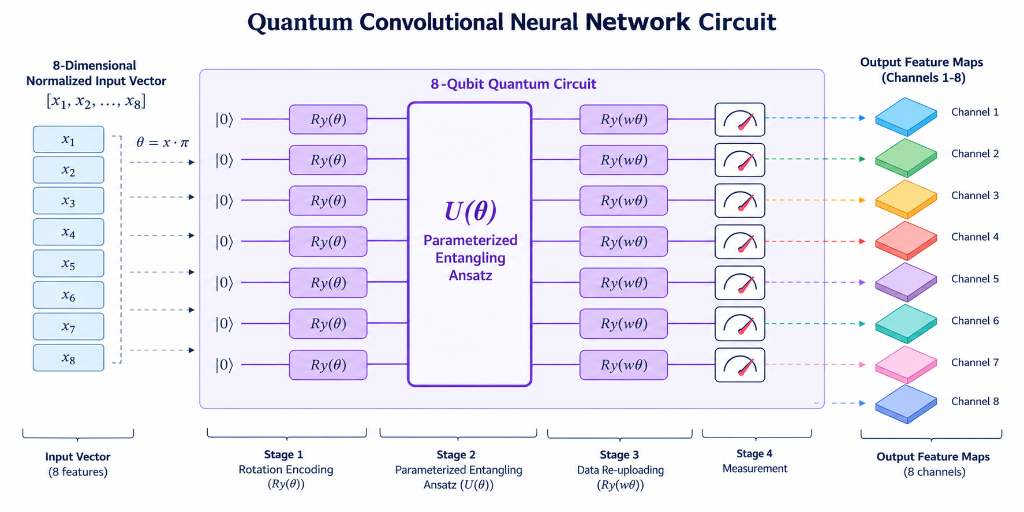 Quantum Convolutional Neural Network Circuit
8-Dimensional
Normalized Input Vector
[x₁, x₂, ..., x₈]
x₁
x₂
x₃
x₄
x₅
x₆
x₇
x₈
θ = x · π
8-Qubit Quantum Circuit
|0⟩ Ry(θ) Ry(wθ)
|0⟩ Ry(θ) Ry(wθ)
|0⟩ Ry(θ) Ry(wθ)
|0⟩ Ry(θ) Ry(wθ)
|0⟩ Ry(θ) Ry(wθ)
|0⟩ Ry(θ) Ry(wθ)
|0⟩ Ry(θ) Ry(wθ)
U(θ)
Parameterized
Entangling
Ansatz
Output Feature Maps
(Channels 1-8)
Channel 1
Channel 2
Channel 3
Channel 4
Channel 5
Channel 6
Channel 7
Channel 8
Input Vector
(8 features)
Stage 1
Rotation Encoding
(Ry(θ))
Stage 2
Parameterized Entangling
Ansatz (U(θ))
Stage 3
Data Re-uploading
(Ry(wθ))
Stage 4
Measurement
Output Feature Maps
(8 channels)